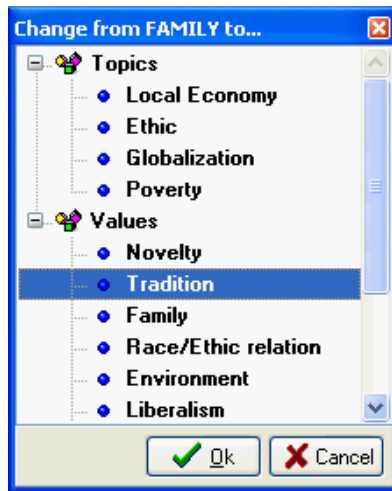 Change from FAMILY to...
Topics
Local Economy
Ethic
Globalization
Poverty
Values
Novelty
Tradition
Family
Race/Ethic relation
Environment
Liberalism
Ok
Cancel